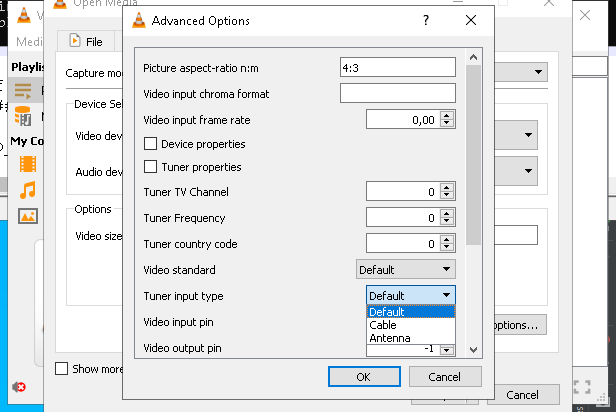 Open Media
Advanced Options
?
Medi
File
Playlis
Capture mo
Picture aspect-ratio n:m
4:3
Video input chroma format
Device Sel
Video input frame rate
0,00
Video dev
Device properties
My Co
Tuner properties
Audio dev
Tuner TV Channel
0
Options
Tuner Frequency
0
Video size
Tuner country code
0
Video standard
Default
Tuner input type
Default
Default
Cable
Antenna
Video input pin
options...
Video output pin
-1
Show more
OK
Cancel
Cancel